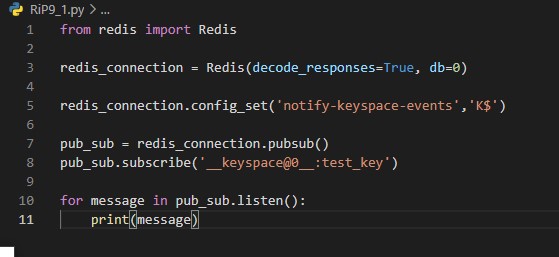 RiP9_1.py > ...
1 from redis import Redis
2
3 redis_connection = Redis(decode_responses=True, db=0)
4
5 redis_connection.config_set('notify-keyspace-events','K$')
6
7 pub_sub = redis_connection.pubsub()
8 pub_sub.subscribe('__keyspace@0__:test_key')
9
10 for message in pub_sub.listen():
11     print(message)